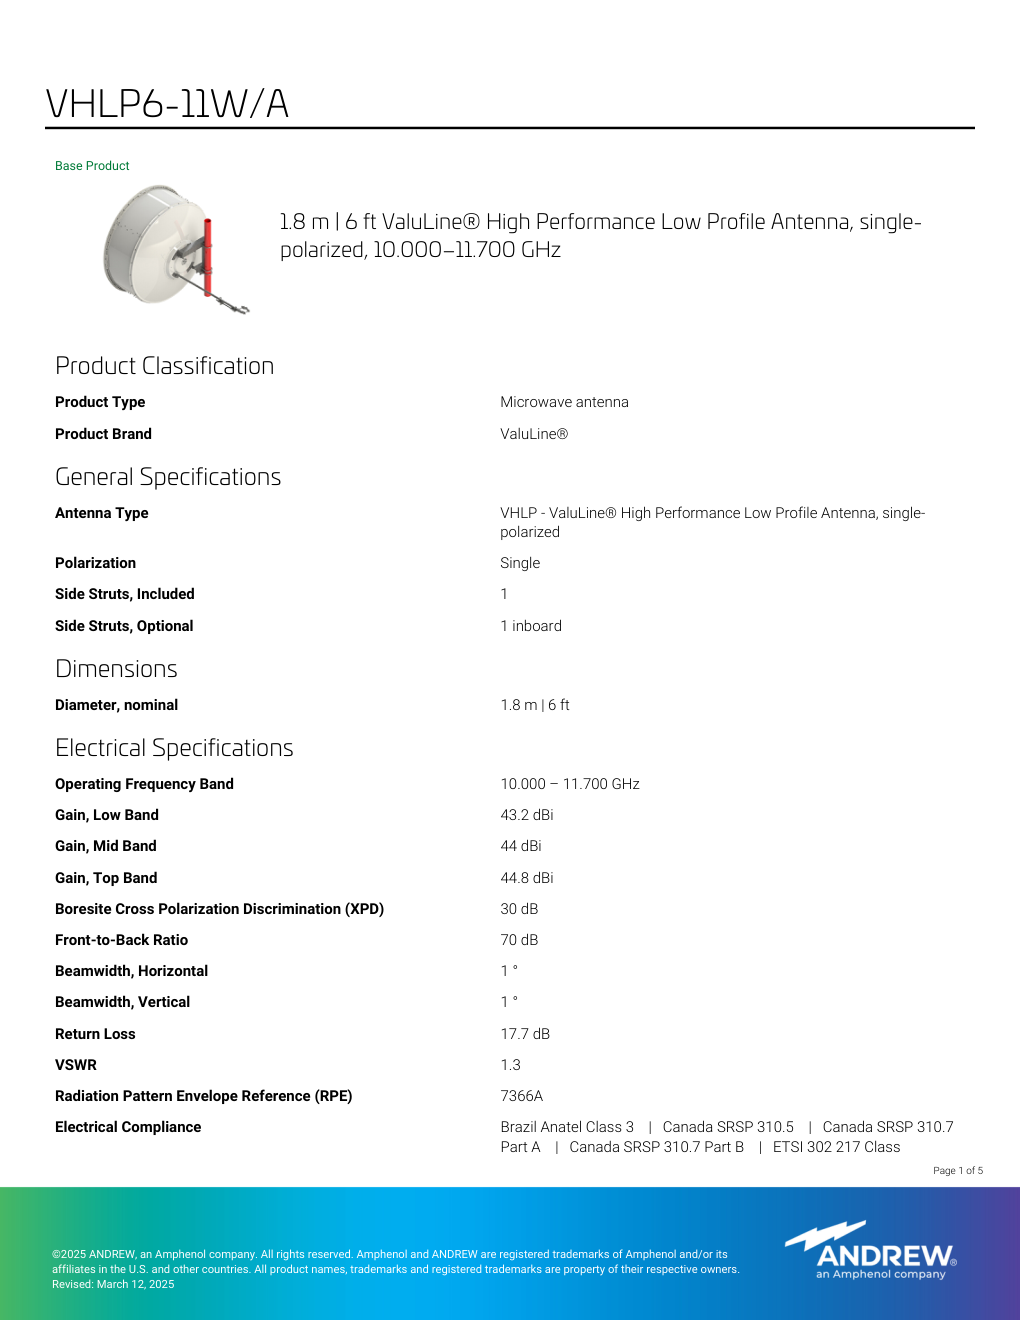 VHLP6-11W/A
Base Product
1.8 m | 6 ft ValuLine® High Performance Low Profile Antenna, single-
polarized, 10.000–11.700 GHz
Product Classification
Product Type Microwave antenna
Product Brand ValuLine®
General Specifications
Antenna Type VHLP - ValuLine® High Performance Low Profile Antenna, single-
polarized
Polarization Single
Side Struts, Included 1
Side Struts, Optional 1 inboard
Dimensions
Diameter, nominal 1.8 m | 6 ft
Electrical Specifications
Operating Frequency Band 10.000 – 11.700 GHz
Gain, Low Band 43.2 dBi
Gain, Mid Band 44 dBi
Gain, Top Band 44.8 dBi
Boresite Cross Polarization Discrimination (XPD) 30 dB
Front-to-Back Ratio 70 dB
Beamwidth, Horizontal 1 °
Beamwidth, Vertical 1 °
Return Loss 17.7 dB
VSWR 1.3
Radiation Pattern Envelope Reference (RPE) 7366A
Electrical Compliance Brazil Anatel Class 3 | Canada SRSP 310.5 | Canada SRSP 310.7
Part A | Canada SRSP 310.7 Part B | ETSI 302 217 Class
Page 1 of 5
©2025 ANDREW, an Amphenol company. All rights reserved. Amphenol and ANDREW are registered trademarks of Amphenol and/or its
affiliates in the U.S. and other countries. All product names, trademarks and registered trademarks are property of their respective owners.
Revised: March 12, 2025
ANDREW®
an Amphenol company